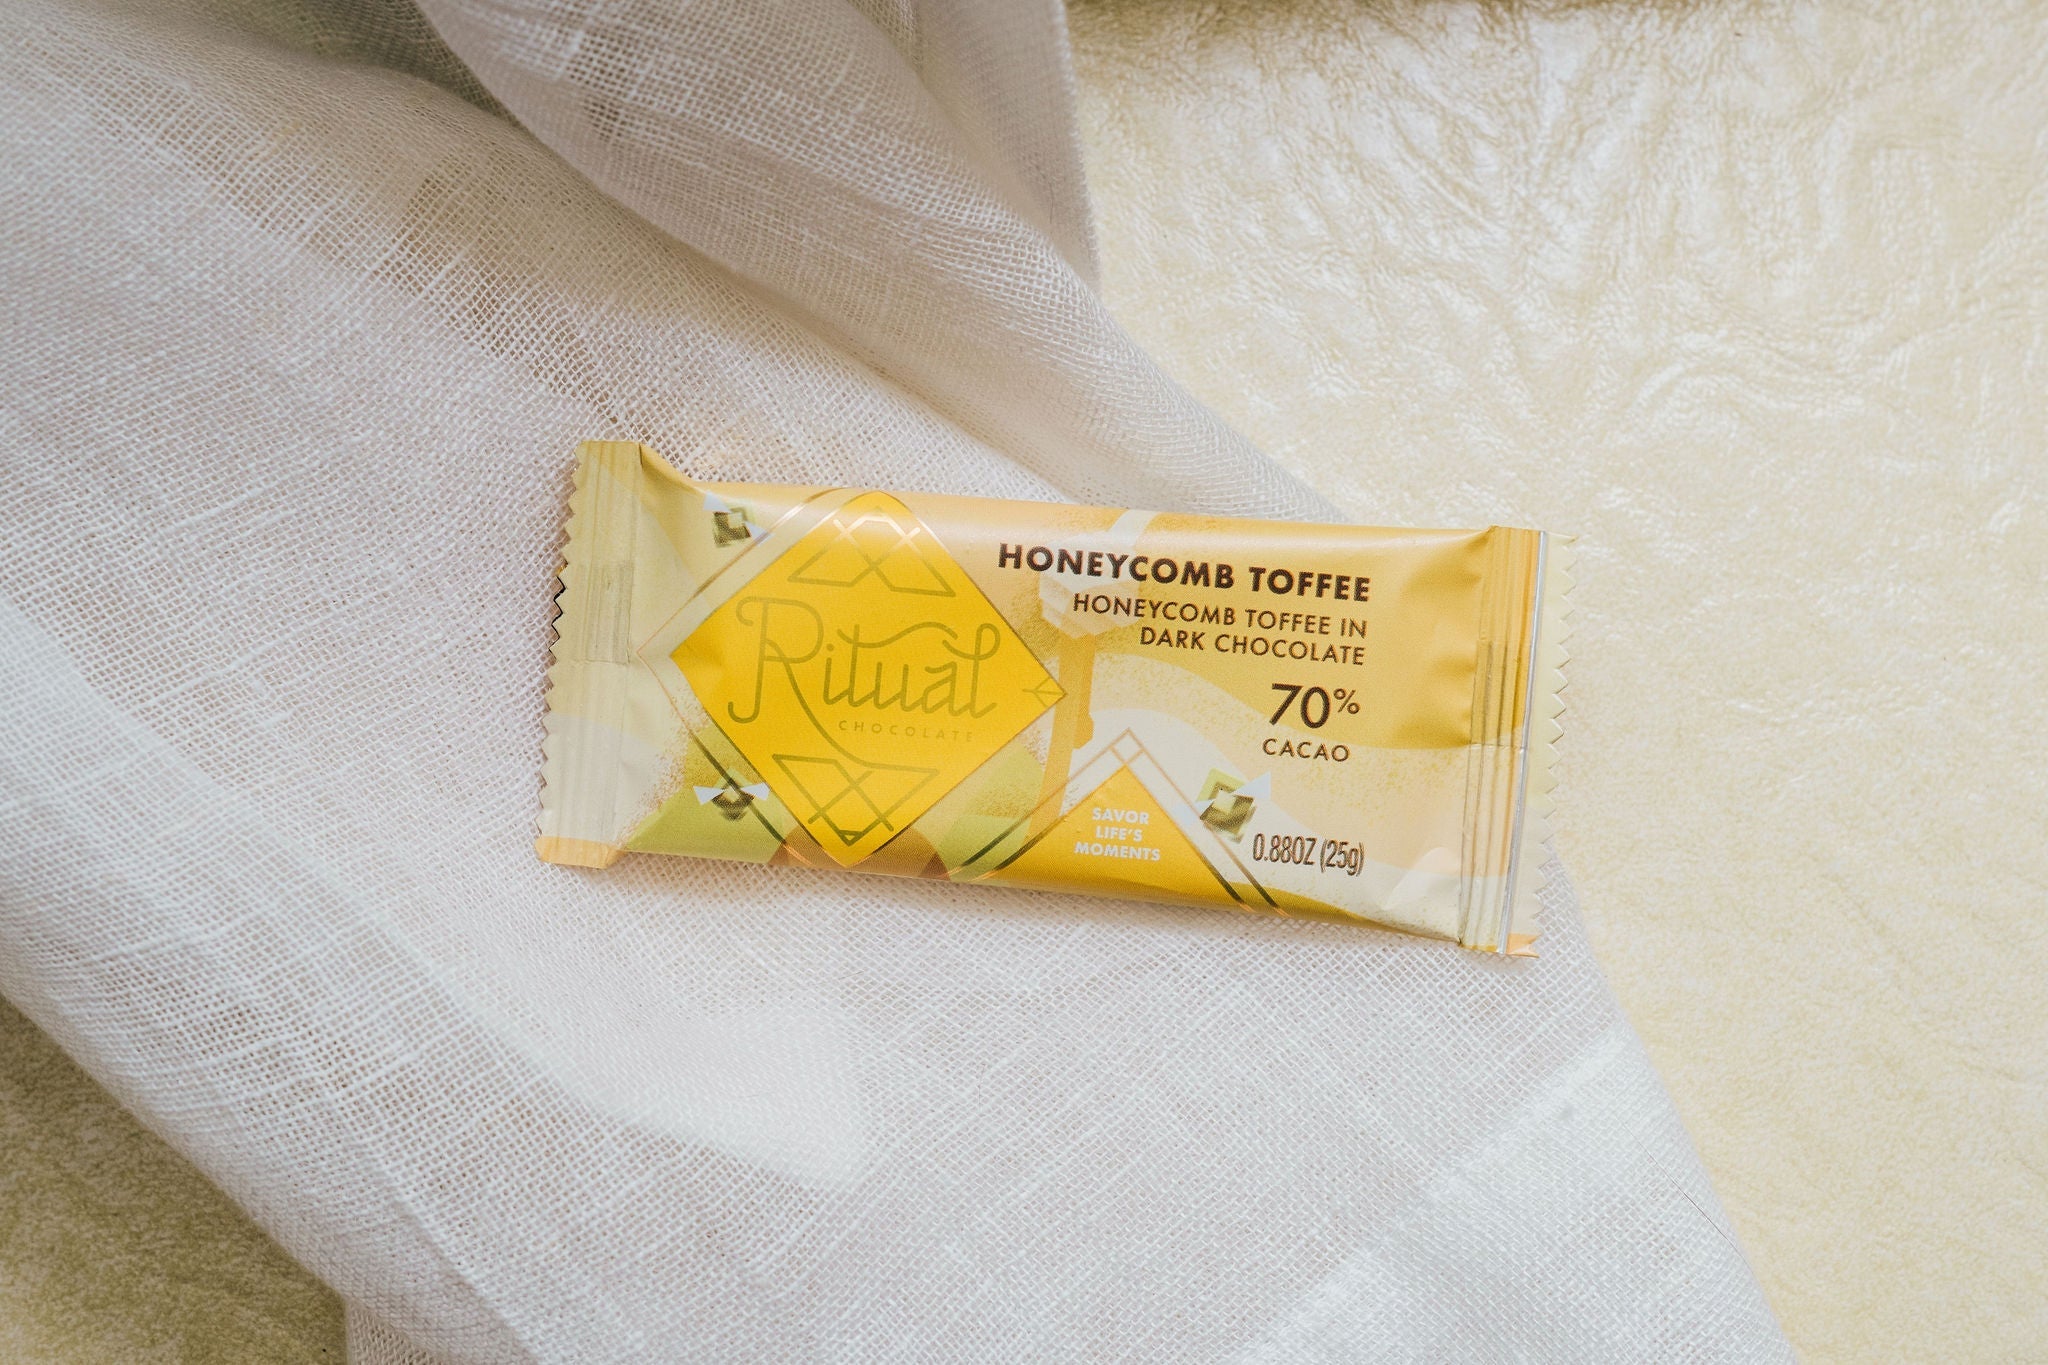 Ritual
CHOCOLATE
HONEYCOMB TOFFEE
HONEYCOMB TOFFEE IN
DARK CHOCOLATE
70%
CACAO
SAVOR
LIFE'S
MOMENTS
0.88OZ (25g)